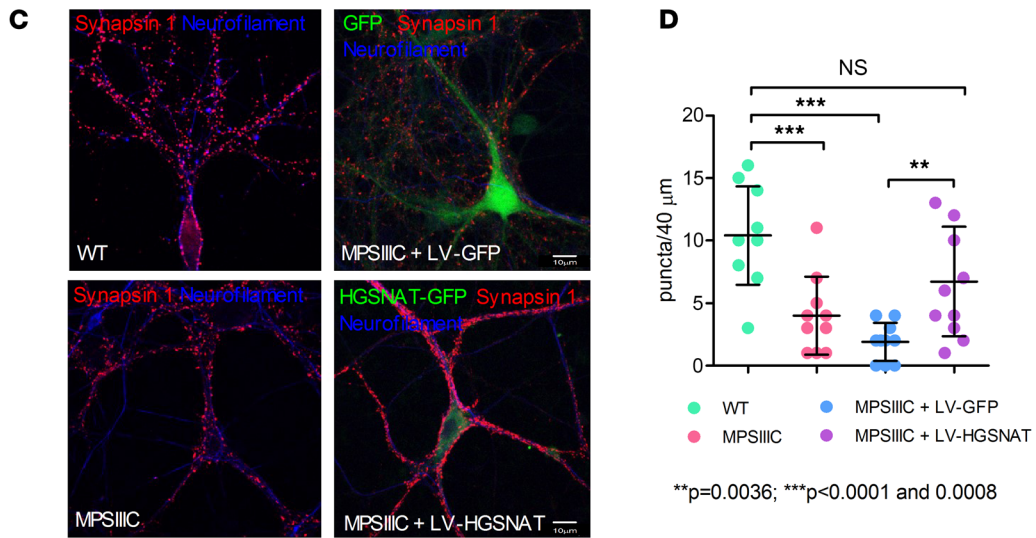 C
Synapsin 1 Neurofilament
WT
GFP Synapsin 1
Neurofilament
MPSIIIC + LV-GFP
10μm
Synapsin 1 Neurofilament
MPSIIIC
HGSNAT-GFP Synapsin 1
Neurofilament
MPSIIIC + LV-HGSNAT
10μm
D
NS
***
***
**
puncta/40 μm
20
15
10
5
0
WT
MPSIIIC
MPSIIIC + LV-GFP
MPSIIIC + LV-HGSNAT
**p=0.0036; ***p<0.0001 and 0.0008